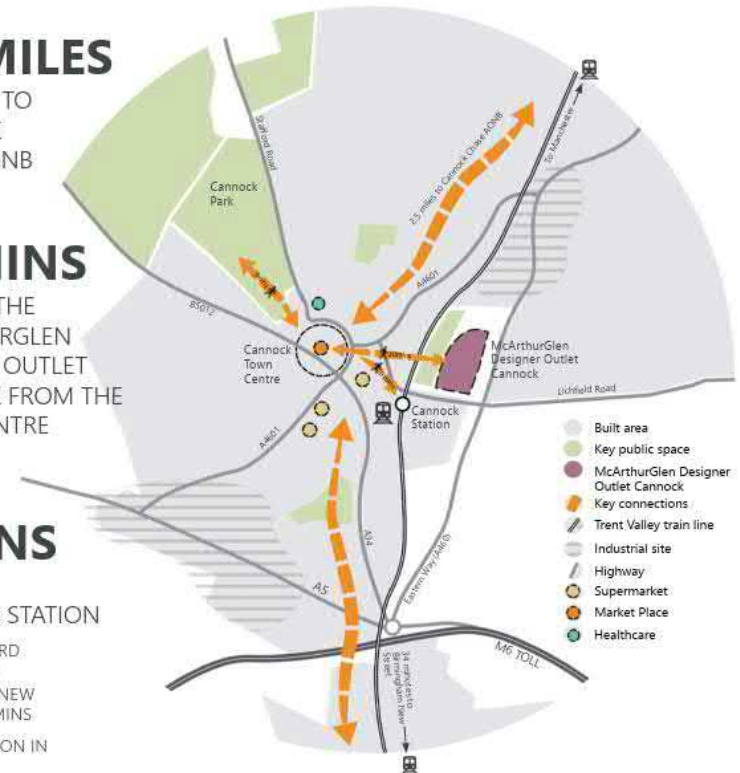 MILES
TO
NB
MINS
THE
URGLEN
OUTLET
FROM THE
NTRE
NS
STATION
RD
NEW
MINS
ON IN
Stafford Road
Cannock
Park
2.5 miles to Cannock Chase AONB
To Manchester
A4601
B5012
Cannock
Town
Centre
McArthurGlen
Designer Outlet
Cannock
Lichfield Road
Cannock
Station
A4601
A34
Eastern Way (A460)
A5
M6 TOLL
34 minutes to
Birmingham New
Street
Built area
Key public space
McArthurGlen Designer
Outlet Cannock
Key connections
Trent Valley train line
Industrial site
Highway
Supermarket
Market Place
Healthcare